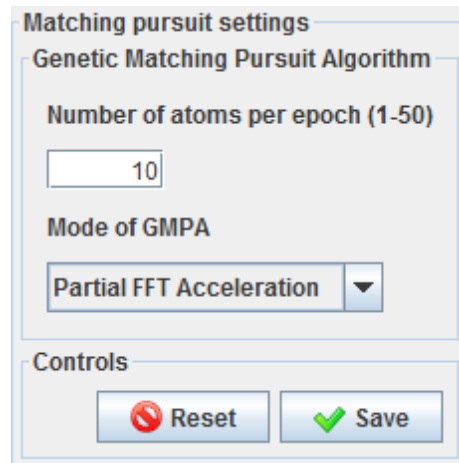 Matching pursuit settings
Genetic Matching Pursuit Algorithm
Number of atoms per epoch (1-50)
10
Mode of GMPA
Partial FFT Acceleration
Controls
Reset Save